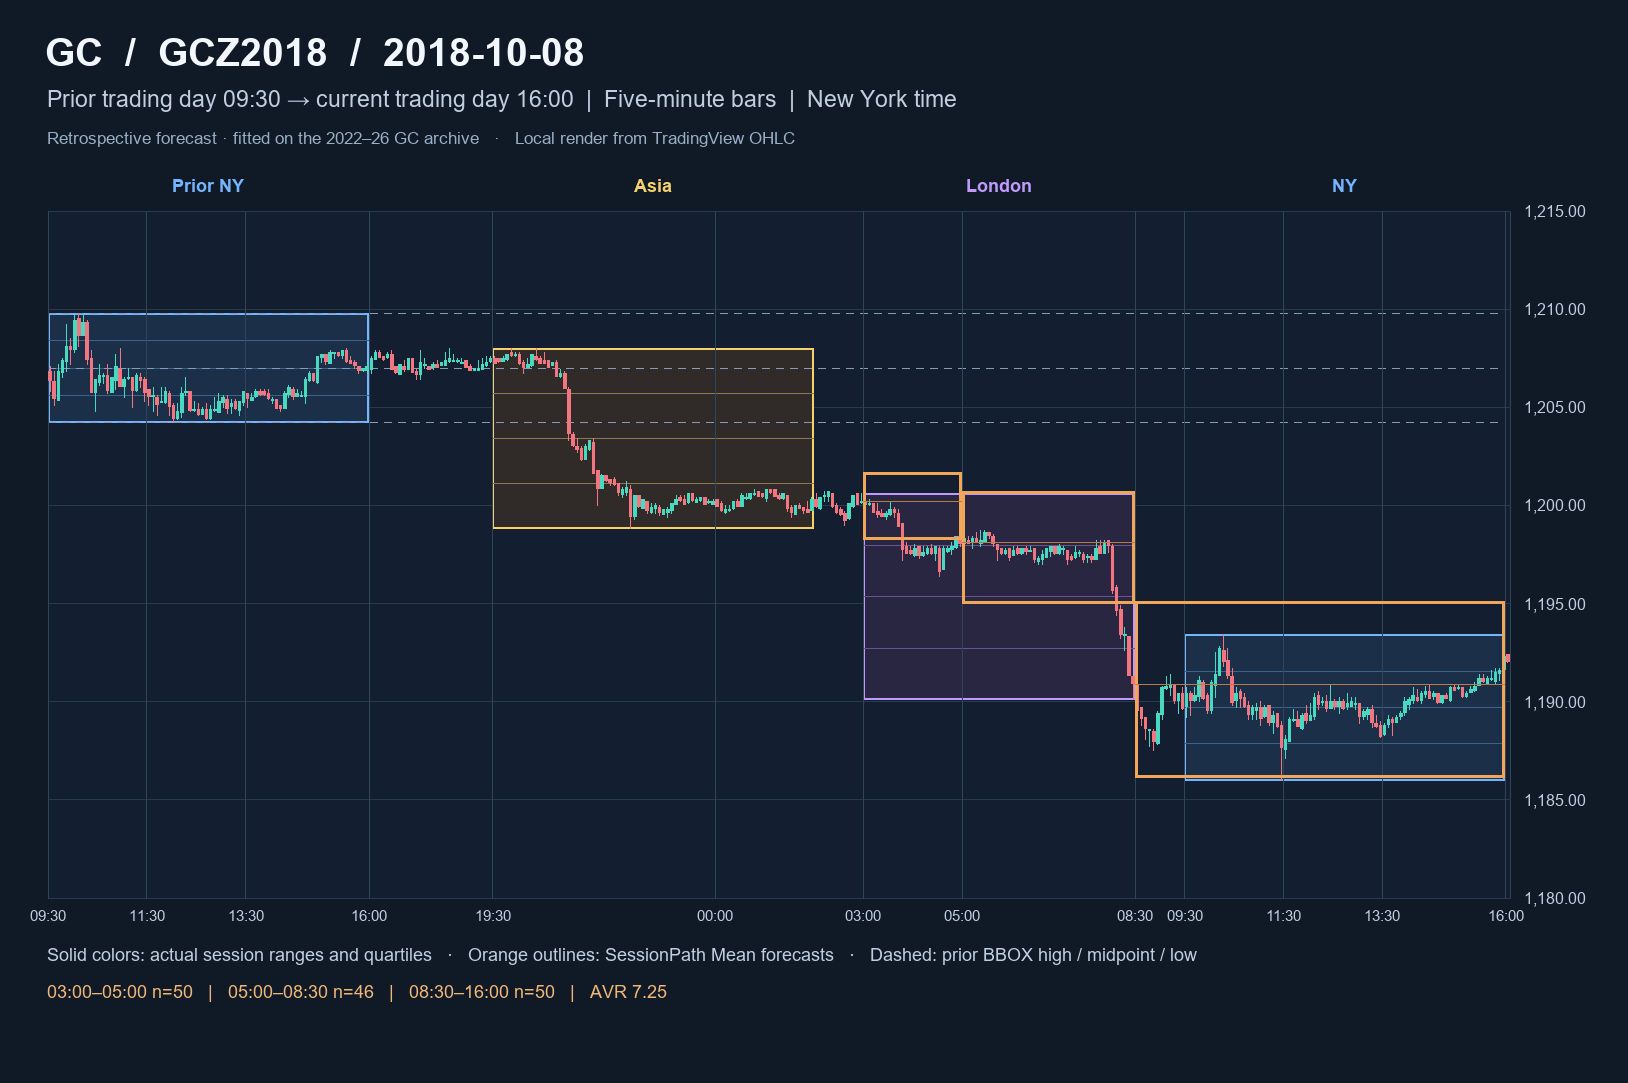 GC / GCZ2018 / 2018-10-08
Prior trading day 09:30 → current trading day 16:00 | Five-minute bars | New York time
Retrospective forecast · fitted on the 2022–26 GC archive · Local render from TradingView OHLC
Prior NY Asia London NY
1,215.00
1,210.00
1,205.00
1,200.00
1,195.00
1,190.00
1,185.00
1,180.00
09:30 11:30 13:30 16:00 19:30 00:00 03:00 05:00 08:30 09:30 11:30 13:30 16:00
Solid colors: actual session ranges and quartiles · Orange outlines: SessionPath Mean forecasts · Dashed: prior BBOX high / midpoint / low
03:00–05:00 n=50 | 05:00–08:30 n=46 | 08:30–16:00 n=50 | AVR 7.25